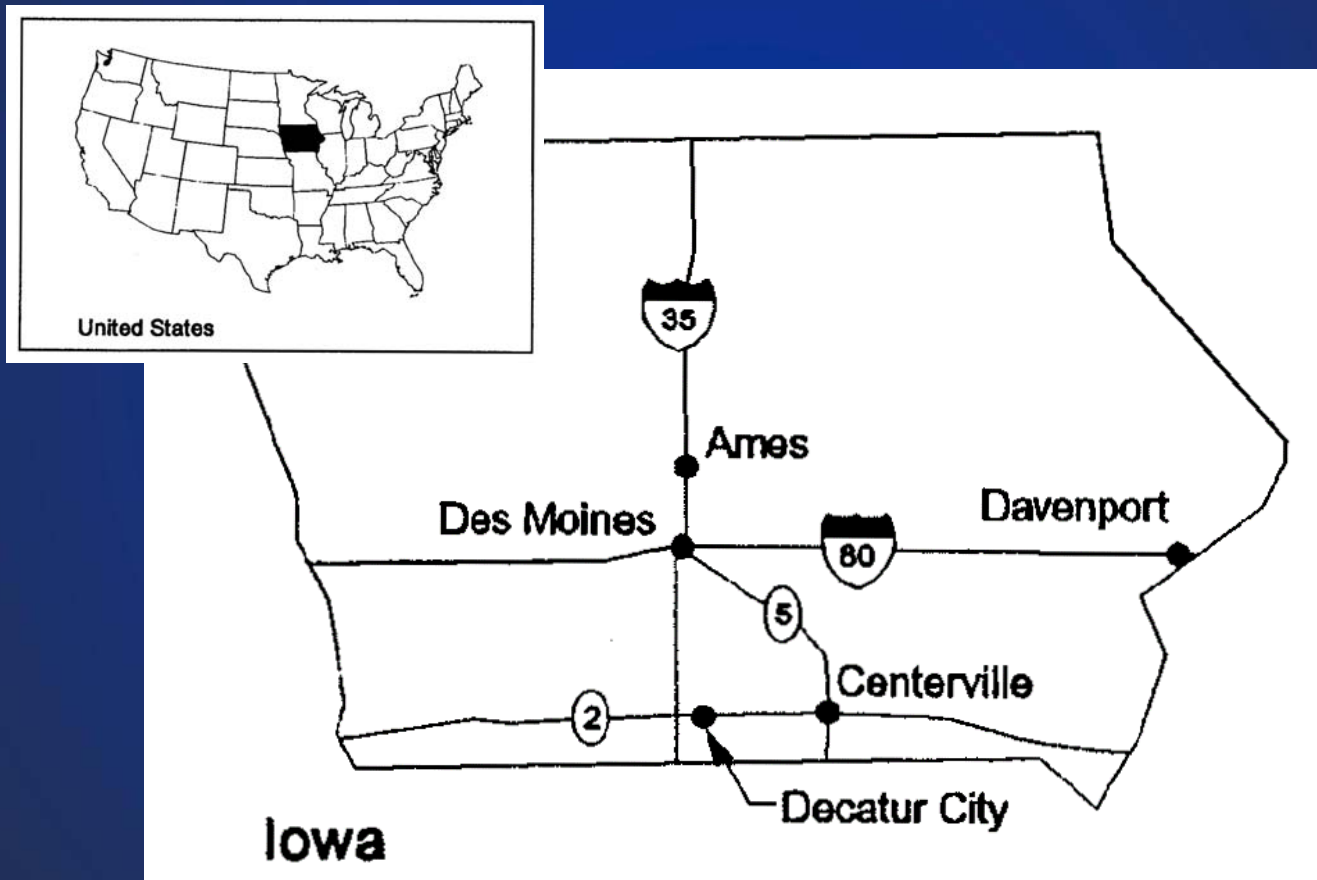 United States
35
Ames
Des Moines
Davenport
80
5
Centerville
2
Decatur City
Iowa